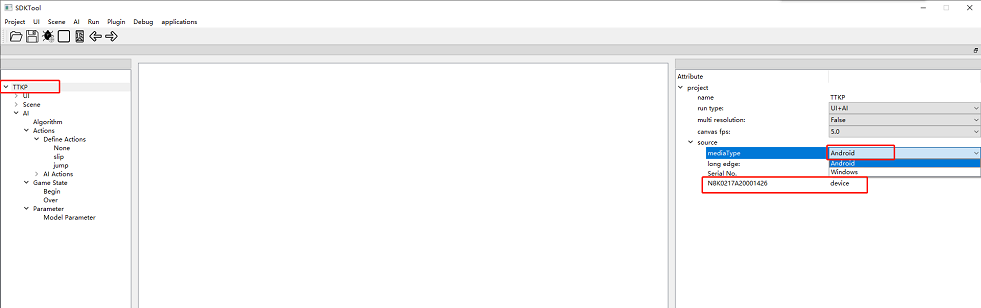 SDKTool
Project UI Scene AI Run Plugin Debug applications
TTKP
UI
Scene
AI
Algorithm
Actions
Define Actions
None
slip
jump
AI Actions
Game State
Begin
Over
Parameter
Model Parameter
Attribute
project
name TTKP
run type: UI+AI
multi resolution: False
canvas fps: 5.0
source
mediaType Android
long edge: Android
Serial No. Windows
N8K0217A20001426 device